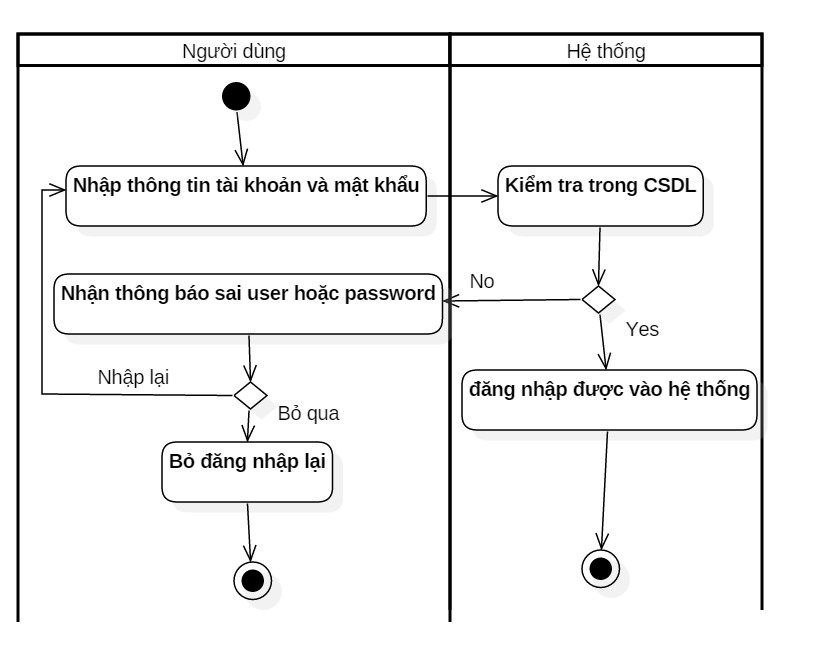 Người dùng
Hệ thống
Nhập thông tin tài khoản và mật khẩu
Kiểm tra trong CSDL
Nhận thông báo sai user hoặc password
No
Yes
Nhập lại
Bỏ qua
đăng nhập được vào hệ thống
Bỏ đăng nhập lại